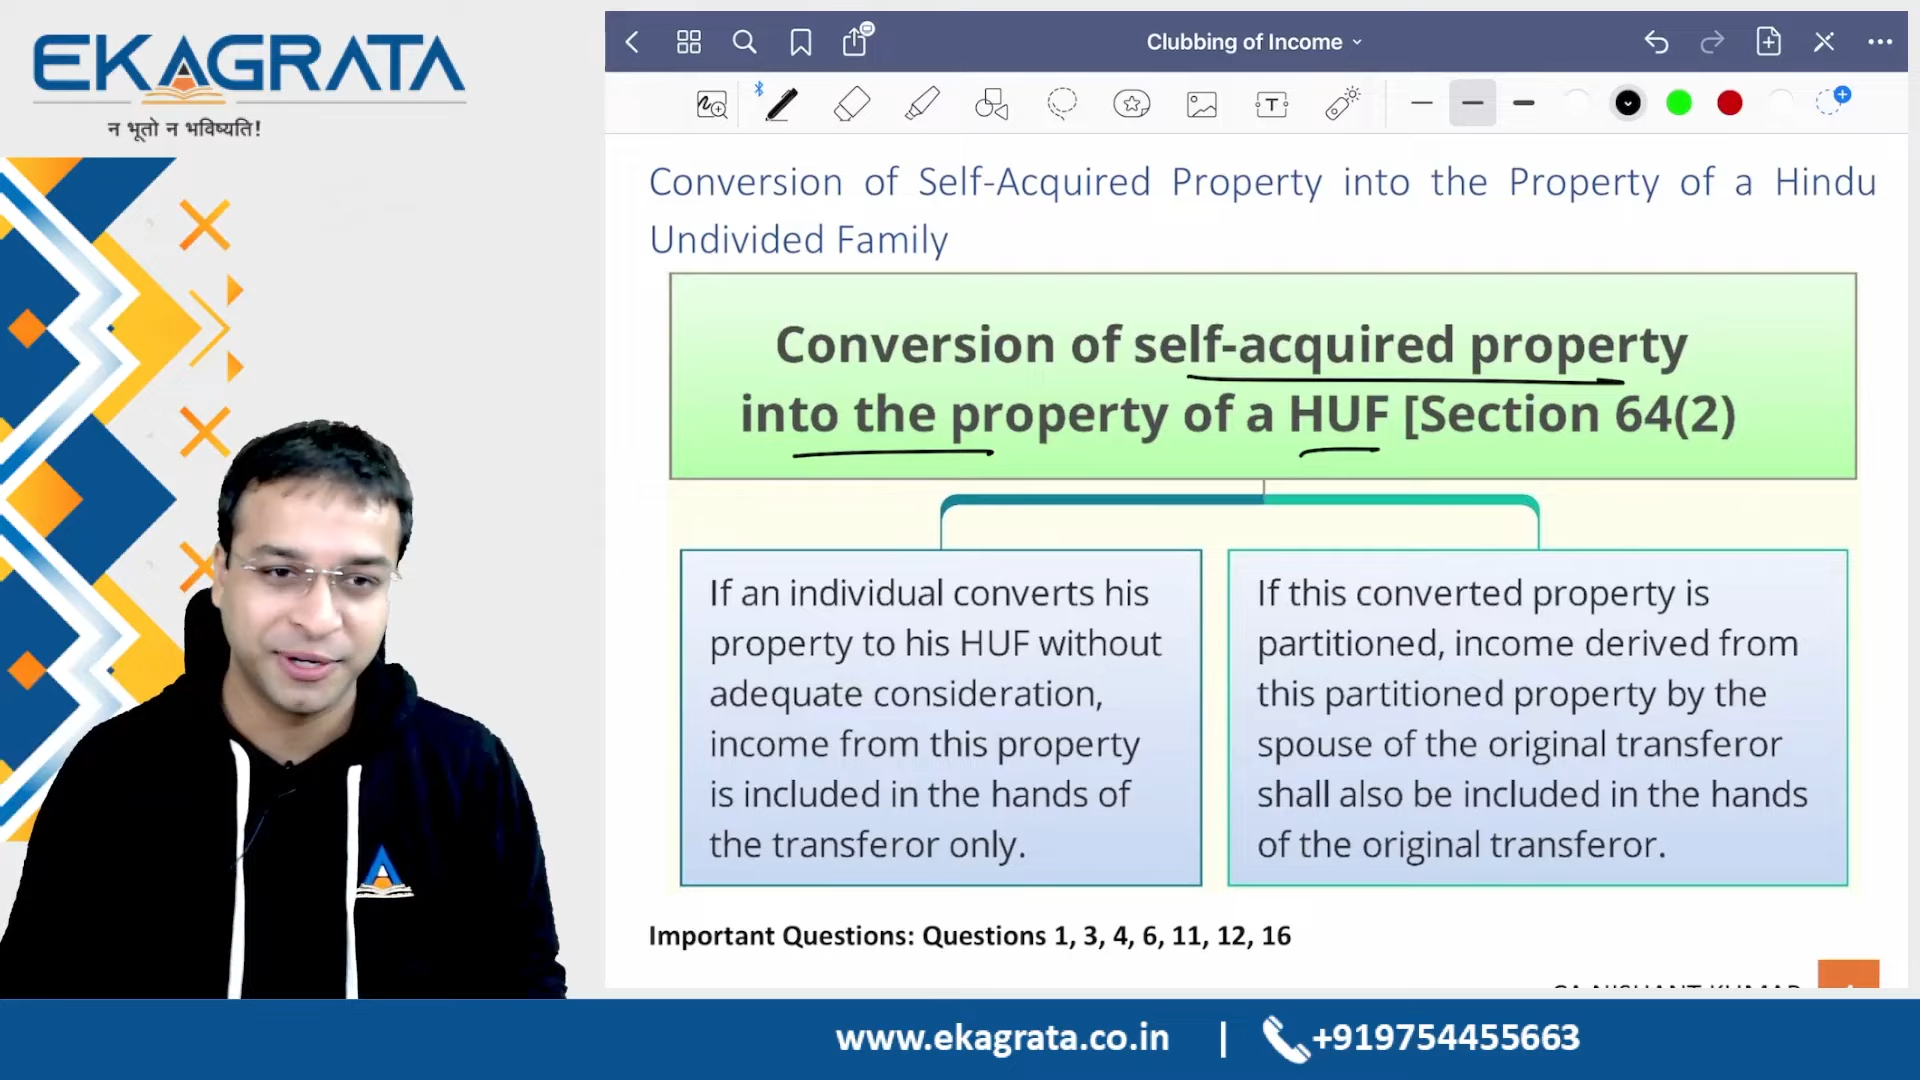 EKAGRATA
न भूतो न भविष्यति!
Clubbing of Income
Conversion of Self-Acquired Property into the Property of a Hindu
Undivided Family
Conversion of self-acquired property
into the property of a HUF [Section 64(2)
If an individual converts his
property to his HUF without
adequate consideration,
income from this property
is included in the hands of
the transferor only.
If this converted property is
partitioned, income derived from
this partitioned property by the
spouse of the original transferor
shall also be included in the hands
of the original transferor.
Important Questions: Questions 1, 3, 4, 6, 11, 12, 16
CA NISHANT KUMAR
www.ekagrata.co.in | +919754455663